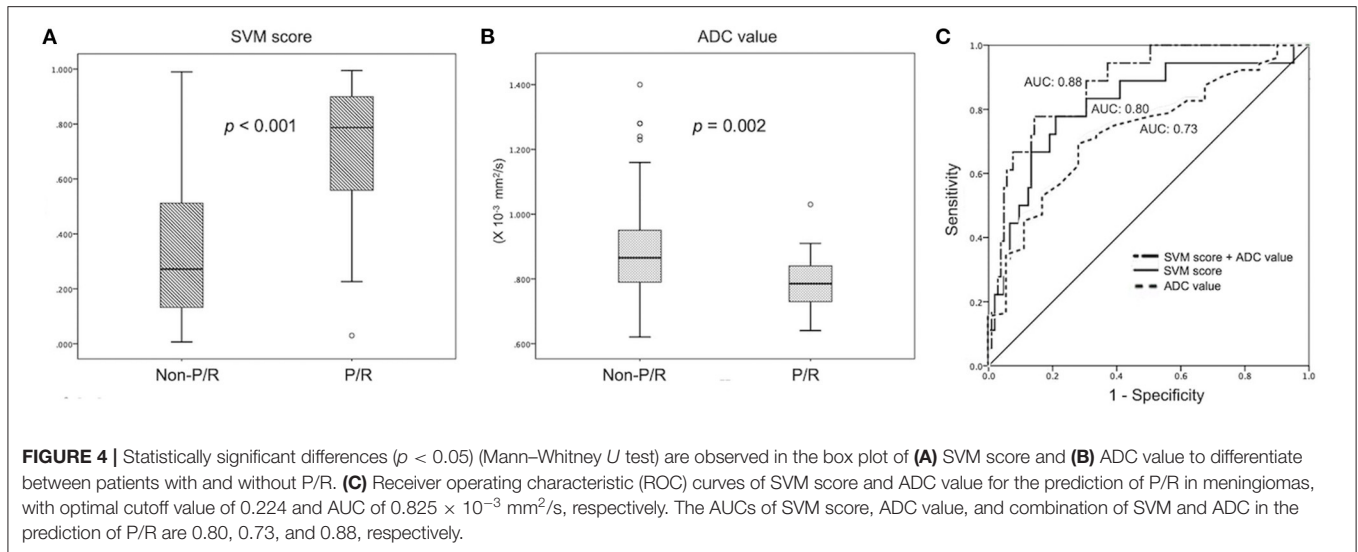 A
SVM score
1.000
.800
.600
.400
.200
.000
p < 0.001
Non-P/R
P/R
B
ADC value
(X 10⁻³ mm²/s)
1.400
1.200
1.000
.800
.600
p = 0.002
Non-P/R
P/R
C
Sensitivity
1.0
0.8
0.6
0.4
0.2
0.0
AUC: 0.88
AUC: 0.80
AUC: 0.73
SVM score + ADC value
SVM score
ADC value
0.0 0.2 0.4 0.6 0.8 1.0
1 - Specificity
FIGURE 4 | Statistically significant differences (p < 0.05) (Mann–Whitney U test) are observed in the box plot of (A) SVM score and (B) ADC value to differentiate
between patients with and without P/R. (C) Receiver operating characteristic (ROC) curves of SVM score and ADC value for the prediction of P/R in meningiomas,
with optimal cutoff value of 0.224 and AUC of 0.825 × 10⁻³ mm²/s, respectively. The AUCs of SVM score, ADC value, and combination of SVM and ADC in the
prediction of P/R are 0.80, 0.73, and 0.88, respectively.